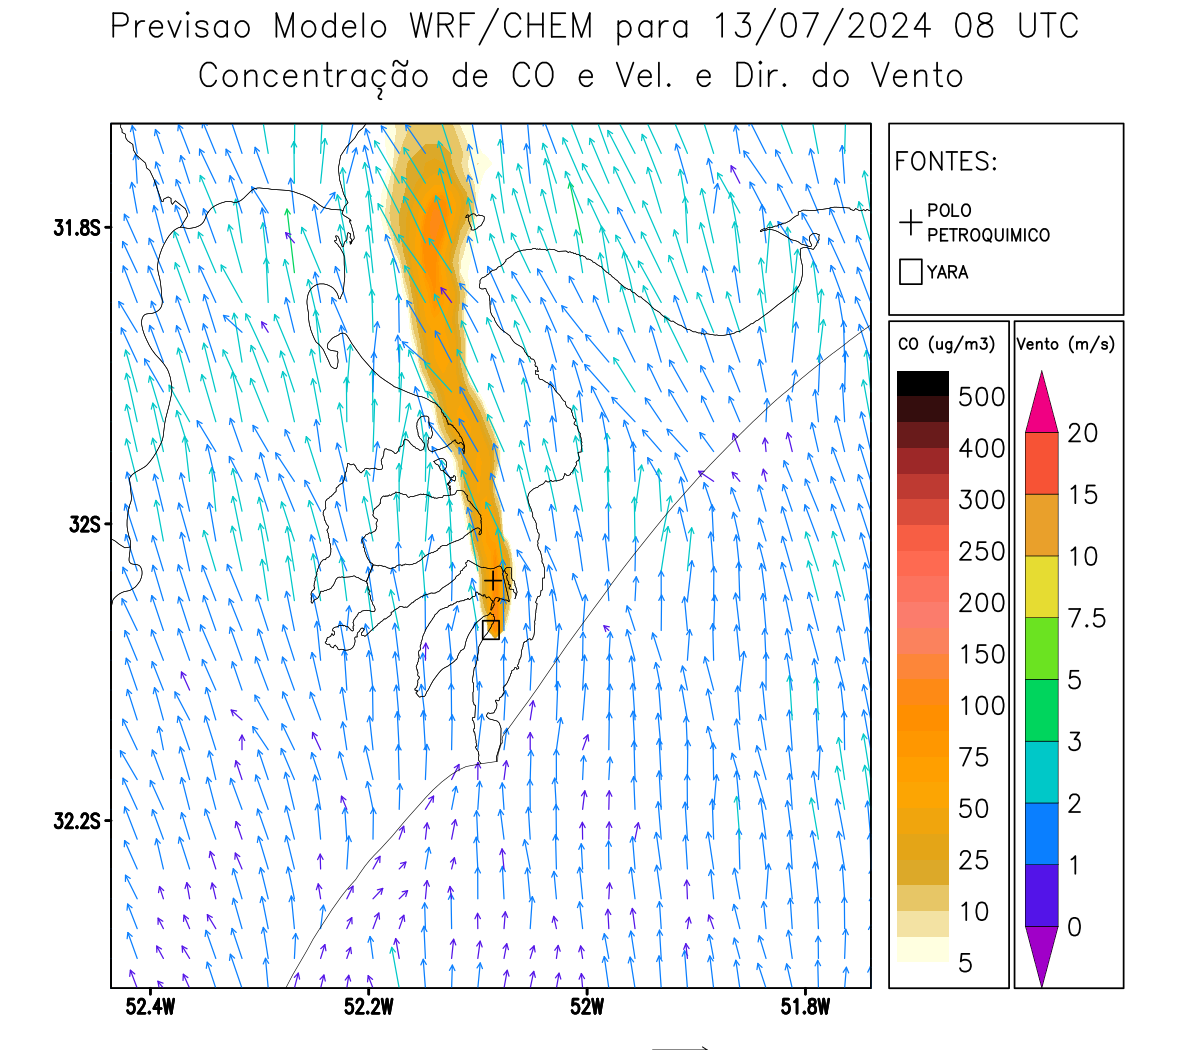 Previsao Modelo WRF/CHEM para 13/07/2024 08 UTC
Concentração de CO e Vel. e Dir. do Vento
FONTES:
POLO
PETROQUIMICO
YARA
CO (ug/m3)
500
400
300
250
200
150
100
75
50
25
10
5
Vento (m/s)
20
15
10
7.5
5
3
2
1
0
31.8S
32S
32.2S
52.4W
52.2W
52W
51.8W